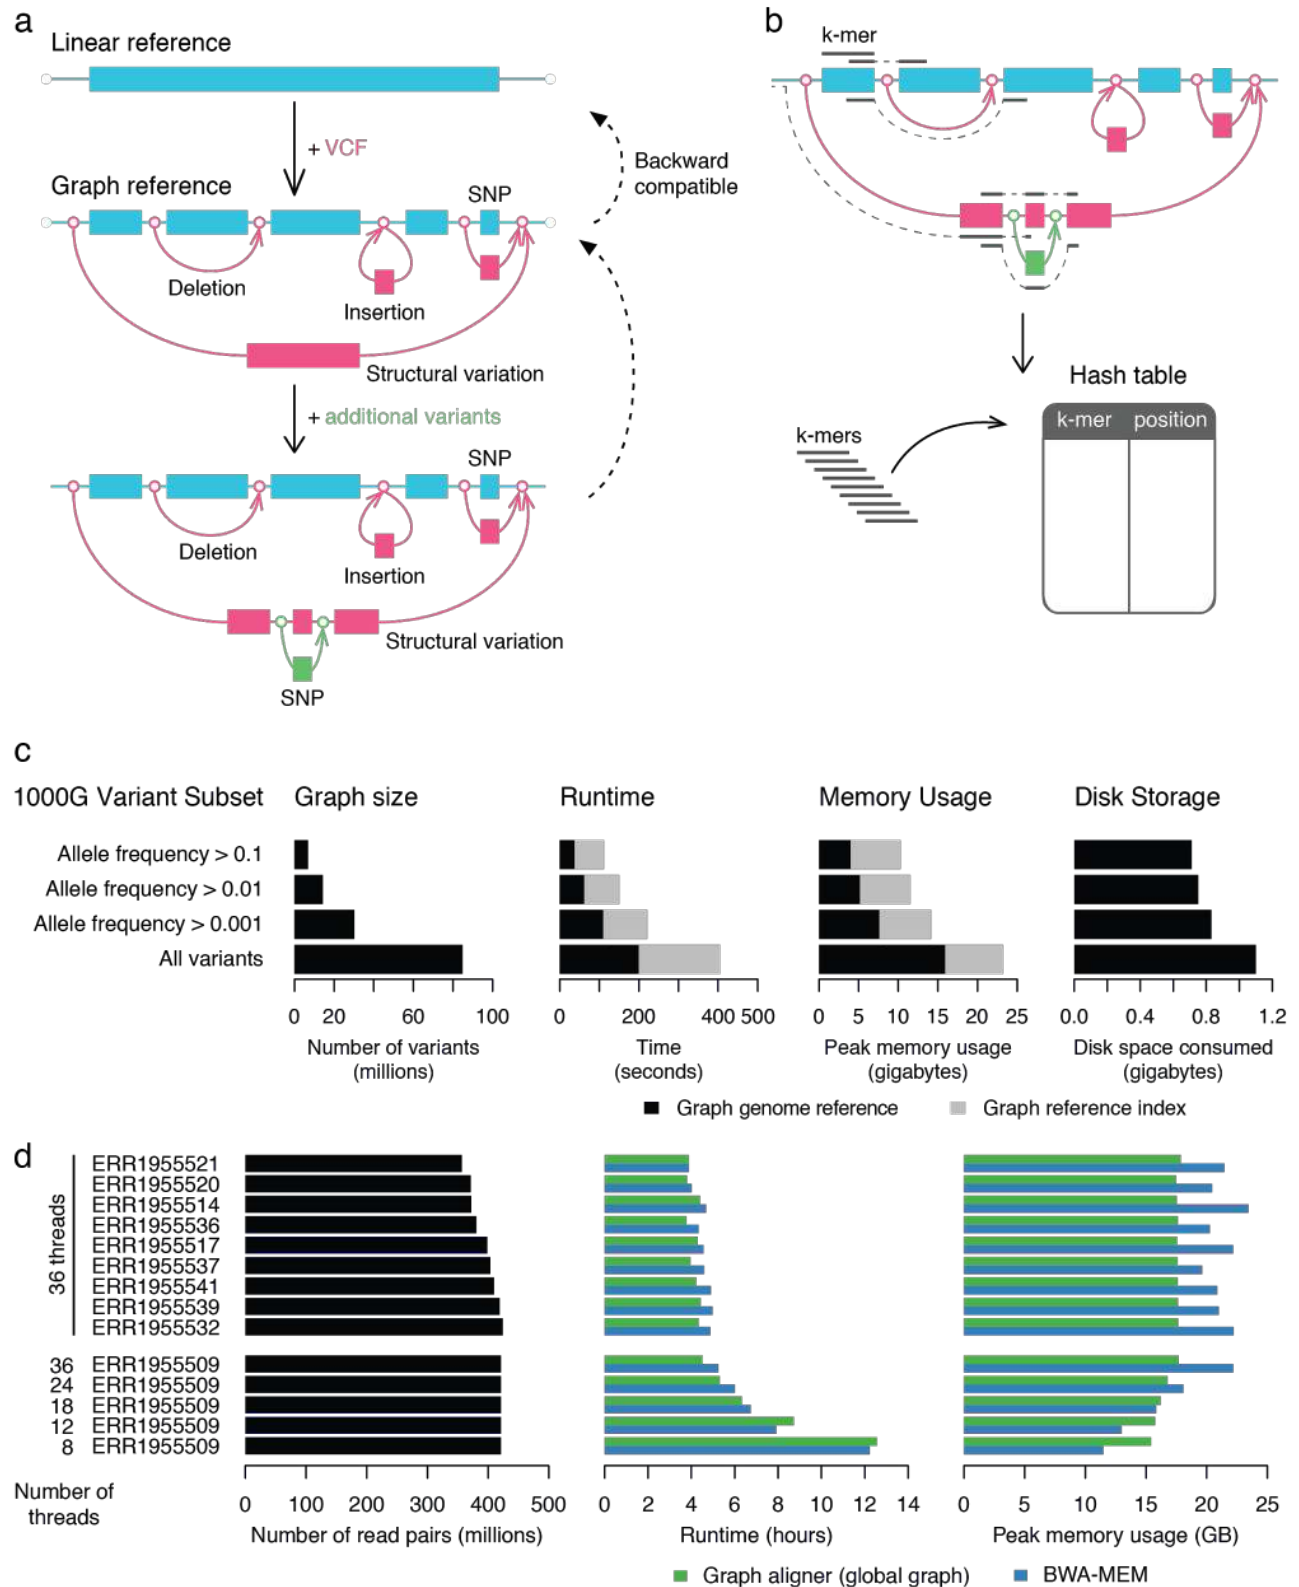 a
Linear reference
+ VCF
Graph reference
SNP
Backward
compatible
Deletion
Insertion
Structural variation
+ additional variants
SNP
Deletion
Insertion
Structural variation
SNP
b
k-mer
Hash table
k-mer position
k-mers
c
1000G Variant Subset Graph size Runtime Memory Usage Disk Storage
Allele frequency > 0.1
Allele frequency > 0.01
Allele frequency > 0.001
All variants
0 20 60 100 0 200 400 500 0 5 10 15 20 25 0.0 0.4 0.8 1.2
Number of variants Time Peak memory usage Disk space consumed
(millions) (seconds) (gigabytes) (gigabytes)
Graph genome reference Graph reference index
d
36 threads
ERR1955521
ERR1955520
ERR1955514
ERR1955536
ERR1955517
ERR1955537
ERR1955541
ERR1955539
ERR1955532
36 ERR1955509
24 ERR1955509
18 ERR1955509
12 ERR1955509
8 ERR1955509
Number of
threads
0 100 200 300 400 500 0 2 4 6 8 10 12 14 0 5 10 15 20 25
Number of read pairs (millions) Runtime (hours) Peak memory usage (GB)
Graph aligner (global graph) BWA-MEM